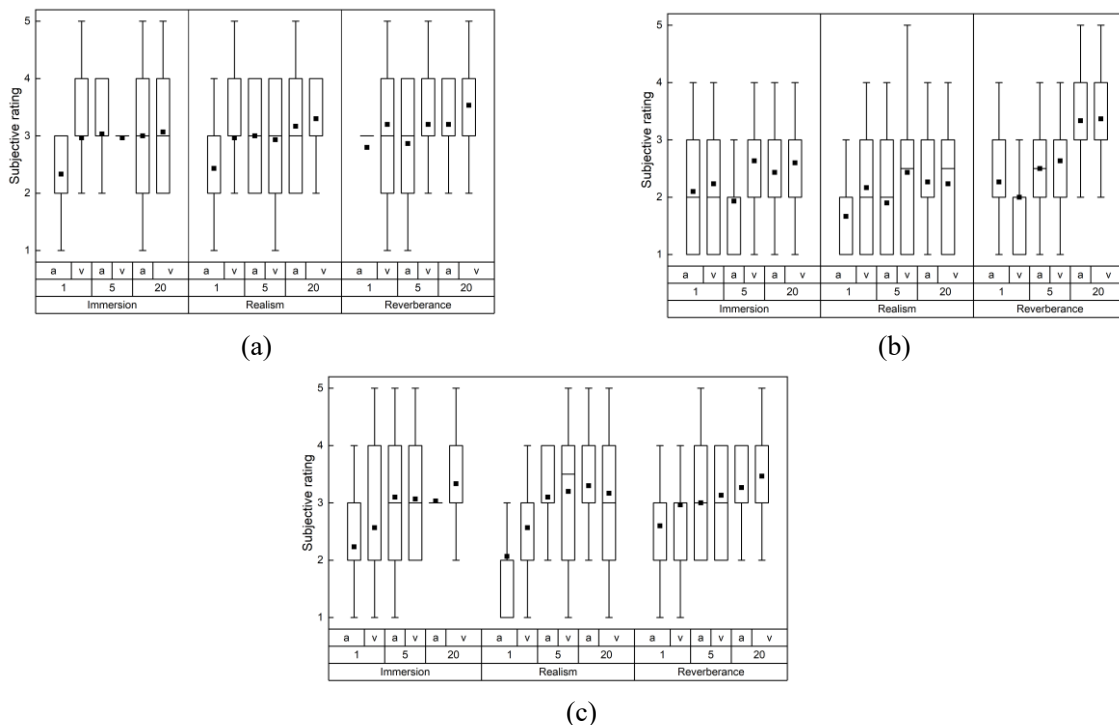 5
4
3
2
1
Subjective rating
a v a v a v a v a v a v a v a v a v
1 5 20 1 5 20 1 5 20
Immersion Realism Reverberance
(a)
5
4
3
2
1
Subjective rating
a v a v a v a v a v a v a v a v a v
1 5 20 1 5 20 1 5 20
Immersion Realism Reverberance
(b)
5
4
3
2
1
Subjective rating
a v a v a v a v a v a v a v a v a v
1 5 20 1 5 20 1 5 20
Immersion Realism Reverberance
(c)